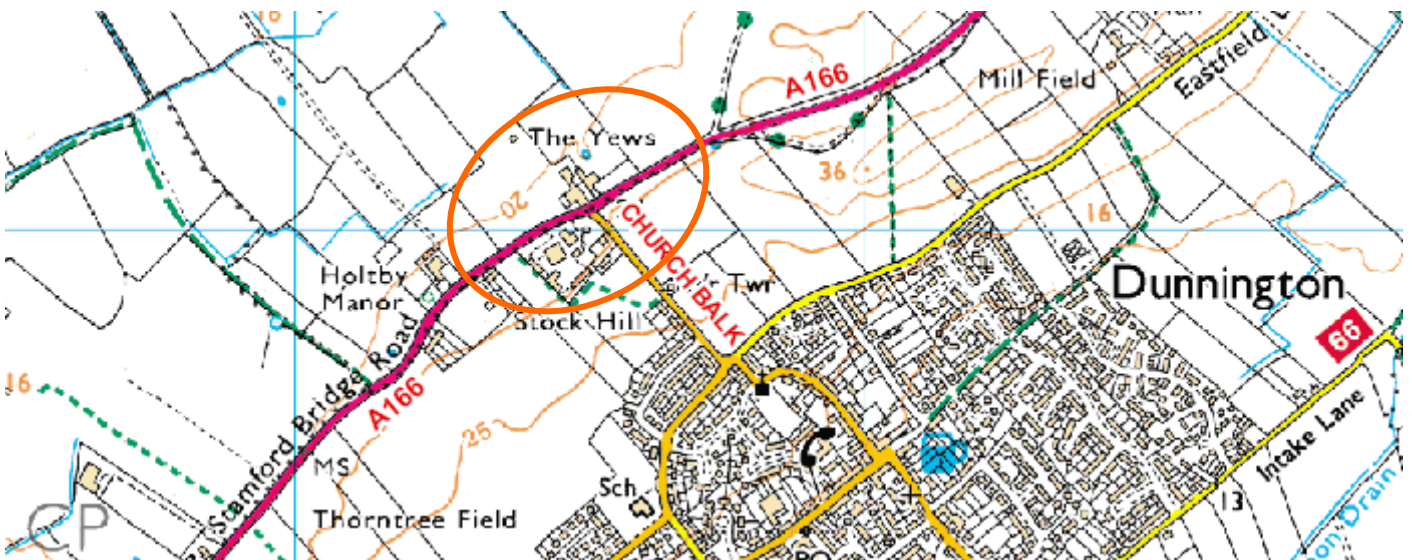 A166
Mill Field
Eastfield
The Yews
36
20
16
CHURCH BALK
Holtby
Manor
Twr
Dunnington
Stock Hill
66
16
Stamford Bridge Road
A166
25
MS
Intake Lane
Sch
13
Thorntree Field
Drain
CP
PO